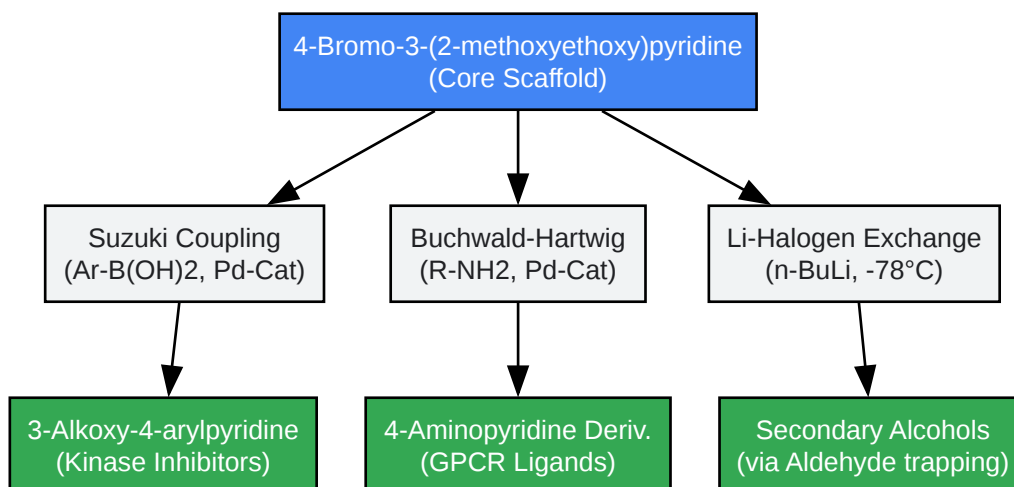 4-Bromo-3-(2-methoxyethoxy)pyridine
(Core Scaffold)
Suzuki Coupling
(Ar-B(OH)2, Pd-Cat)
Buchwald-Hartwig
(R-NH2, Pd-Cat)
Li-Halogen Exchange
(n-BuLi, -78°C)
3-Alkoxy-4-arylpyridine
(Kinase Inhibitors)
4-Aminopyridine Deriv.
(GPCR Ligands)
Secondary Alcohols
(via Aldehyde trapping)